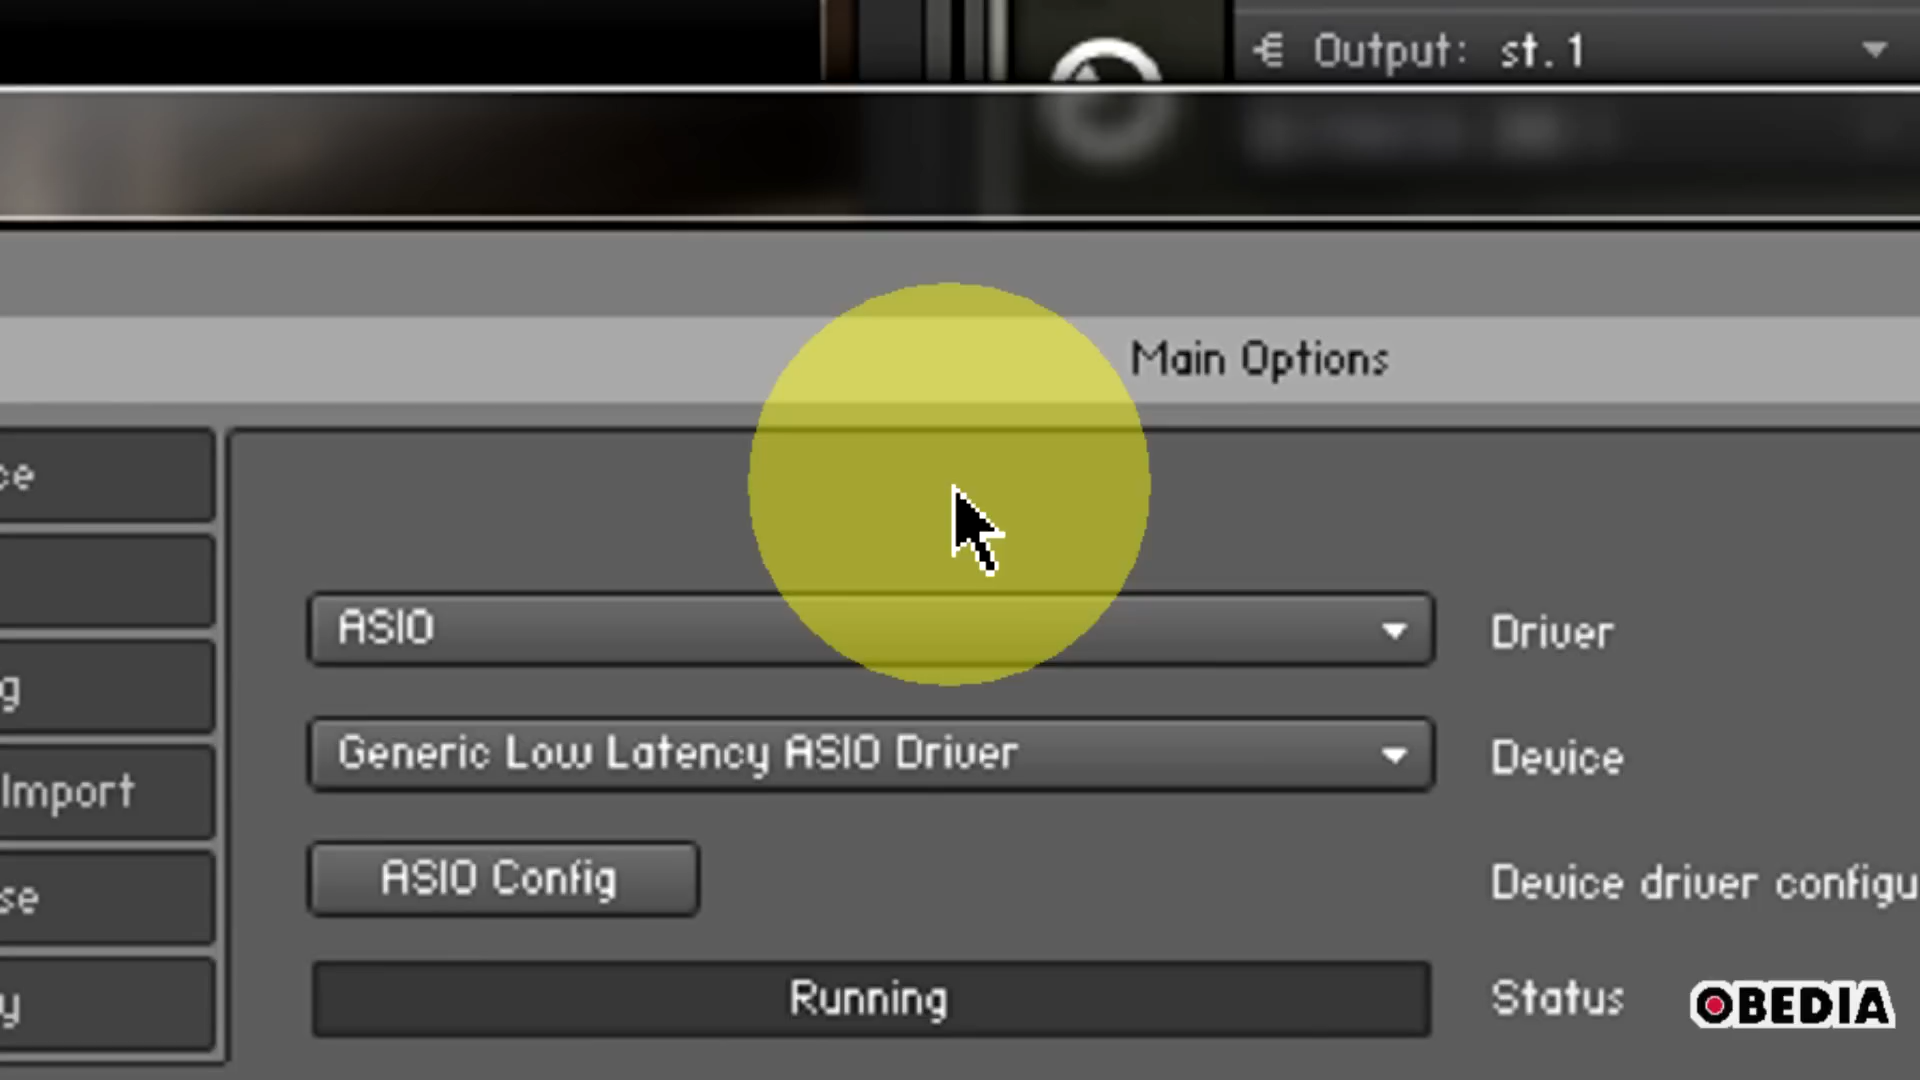 Output: st.1
Main Options
ce
ASIO
Driver
g
Generic Low Latency ASIO Driver
Device
Import
ASIO Config
Device driver configu
se
Running
Status
y
OBEDIA